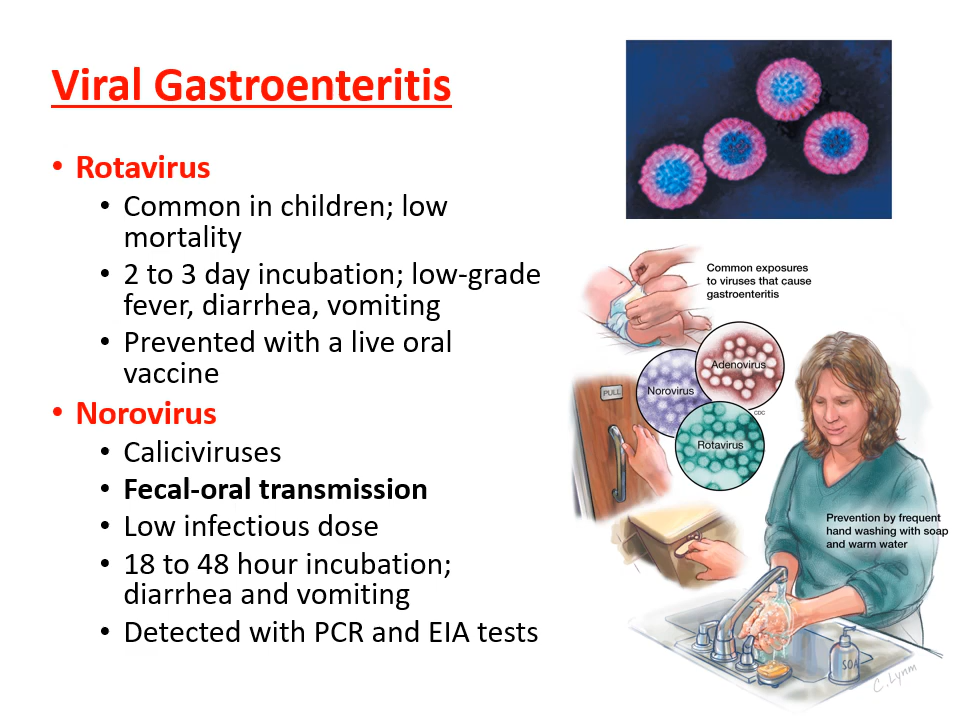 Viral Gastroenteritis
• Rotavirus
• Common in children; low
mortality
• 2 to 3 day incubation; low-grade
fever, diarrhea, vomiting
• Prevented with a live oral
vaccine
• Norovirus
• Caliciviruses
• Fecal-oral transmission
• Low infectious dose
• 18 to 48 hour incubation;
diarrhea and vomiting
• Detected with PCR and EIA tests
Common exposures
to viruses that cause
gastroenteritis
Adenovirus
Norovirus
CDC
Rotavirus
PULL
Prevention by frequent
hand washing with soap
and warm water
SOA
C. Lynm